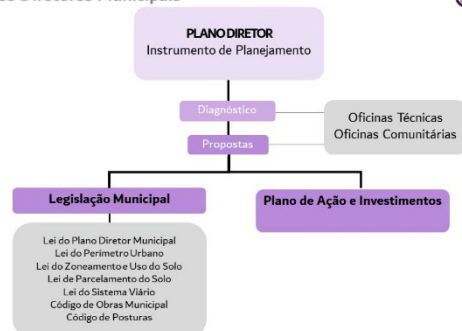 Diretores Municipais
PLANO DIRETOR
Instrumento de Planejamento
Diagnóstico
Oficinas Técnicas
Oficinas Comunitárias
Propostas
Legislação Municipal
Plano de Ação e Investimentos
Lei do Plano Diretor Municipal
Lei do Perímetro Urbano
Lei do Zoneamento e Uso do Solo
Lei de Parcelamento do Solo
Lei do Sistema Viário
Código de Obras Municipal
Código de Posturas